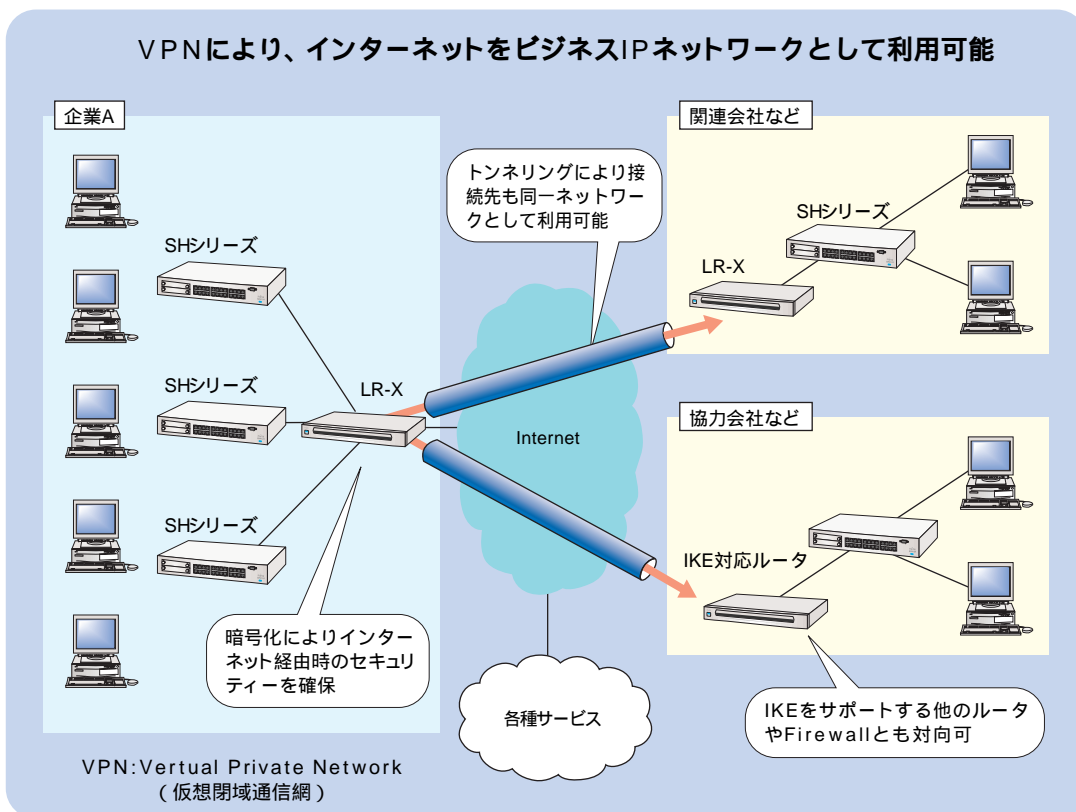 VPNにより、インターネットをビジネスIPネットワークとして利用可能
企業A
関連会社など
トンネリングにより接
続先も同一ネットワー
クとして利用可能
SHシリーズ
SHシリーズ
LR-X
LR-X
SHシリーズ
Internet
協力会社など
SHシリーズ
IKE対応ルータ
暗号化によりインター
ネット経由時のセキュリ
ティーを確保
各種サービス
IKEをサポートする他のルータ
やFirewallとも対向可
VPN:Vertual Private Network
(仮想閉域通信網)